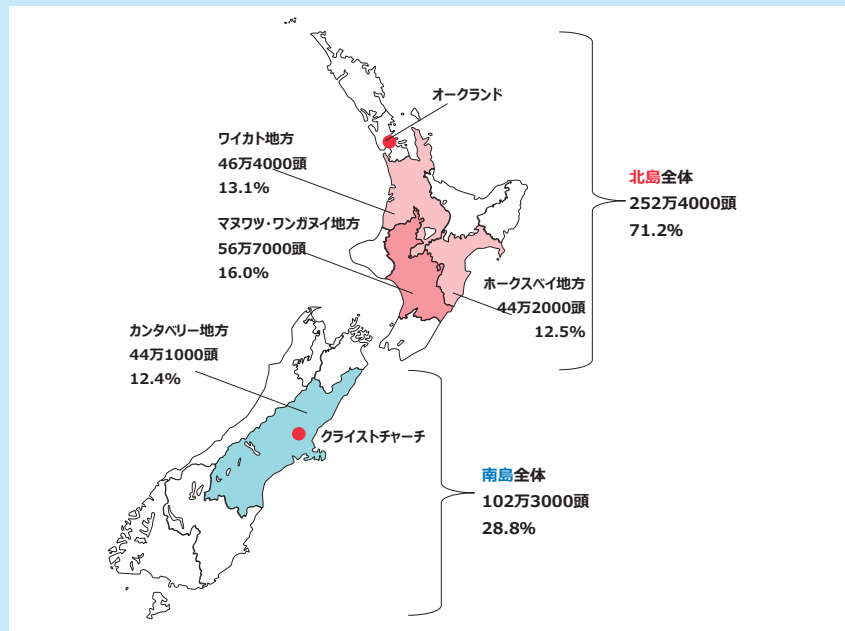 オークランド
ワイカト地方
46万4000頭
13.1%
マヌワツ・ワンガヌイ地方
56万7000頭
16.0%
北島全体
252万4000頭
71.2%
ホークスベイ地方
44万2000頭
12.5%
カンタベリー地方
44万1000頭
12.4%
クライストチャーチ
南島全体
102万3000頭
28.8%